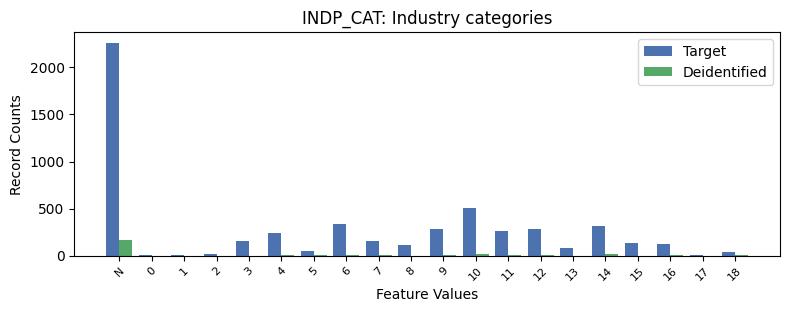 INDP_CAT: Industry categories
Target
Deidentified
Record Counts
2000
1500
1000
500
0
N 0 1 2 3 4 5 6 7 8 9 10 11 12 13 14 15 16 17 18
Feature Values